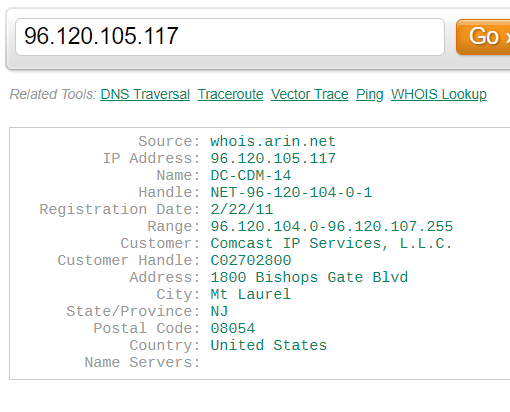 96.120.105.117 Go »
Related Tools: DNS Traversal Traceroute Vector Trace Ping WHOIS Lookup
Source: whois.arin.net
IP Address: 96.120.105.117
Name: DC-CDM-14
Handle: NET-96-120-104-0-1
Registration Date: 2/22/11
Range: 96.120.104.0-96.120.107.255
Customer: Comcast IP Services, L.L.C.
Customer Handle: C02702800
Address: 1800 Bishops Gate Blvd
City: Mt Laurel
State/Province: NJ
Postal Code: 08054
Country: United States
Name Servers: